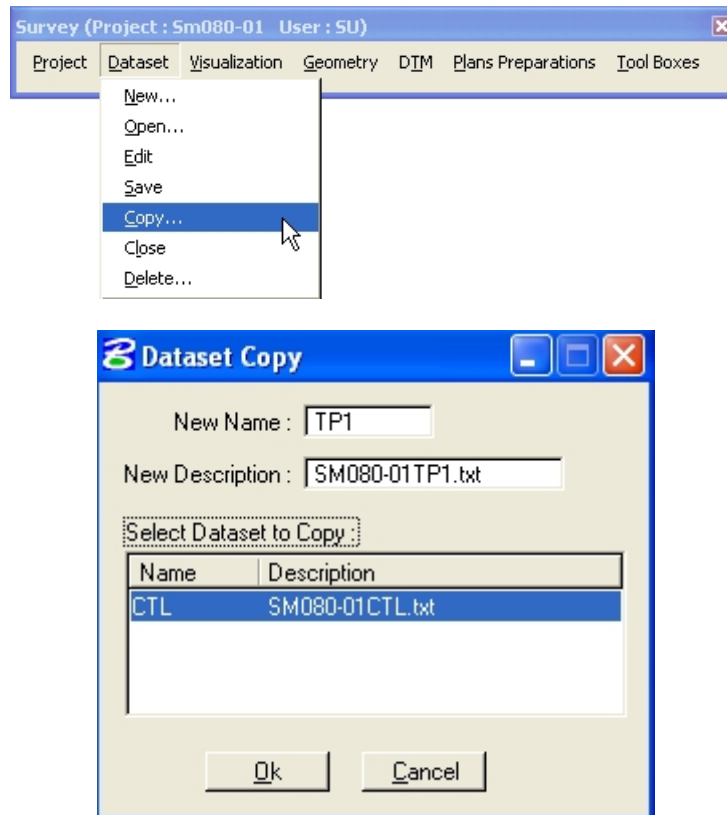 Survey (Project : Sm080-01 User : SU)
Project Dataset Visualization Geometry DTM Plans Preparations Tool Boxes
New...
Open...
Edit
Save
Copy...
Close
Delete...
Dataset Copy
New Name : TP1
New Description : SM080-01TP1.txt
Select Dataset to Copy :
Name Description
CTL SM080-01CTL.txt
Ok Cancel